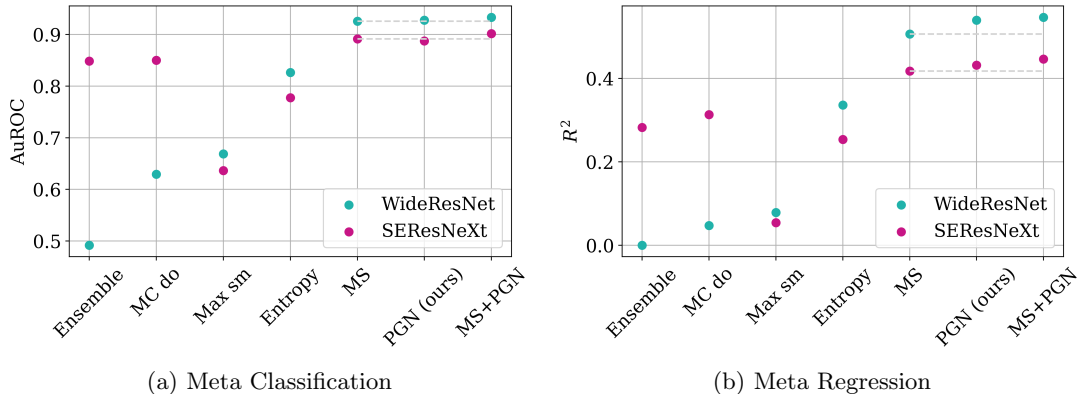 AuROC
0.9
0.8
0.7
0.6
0.5
WideResNet
SEResNeXt
Ensemble
MC do
Max sm
Entropy
MS
PGN (ours)
MS+PGN
(a) Meta Classification
R²
0.4
0.2
0.0
WideResNet
SEResNeXt
Ensemble
MC do
Max sm
Entropy
MS
PGN (ours)
MS+PGN
(b) Meta Regression